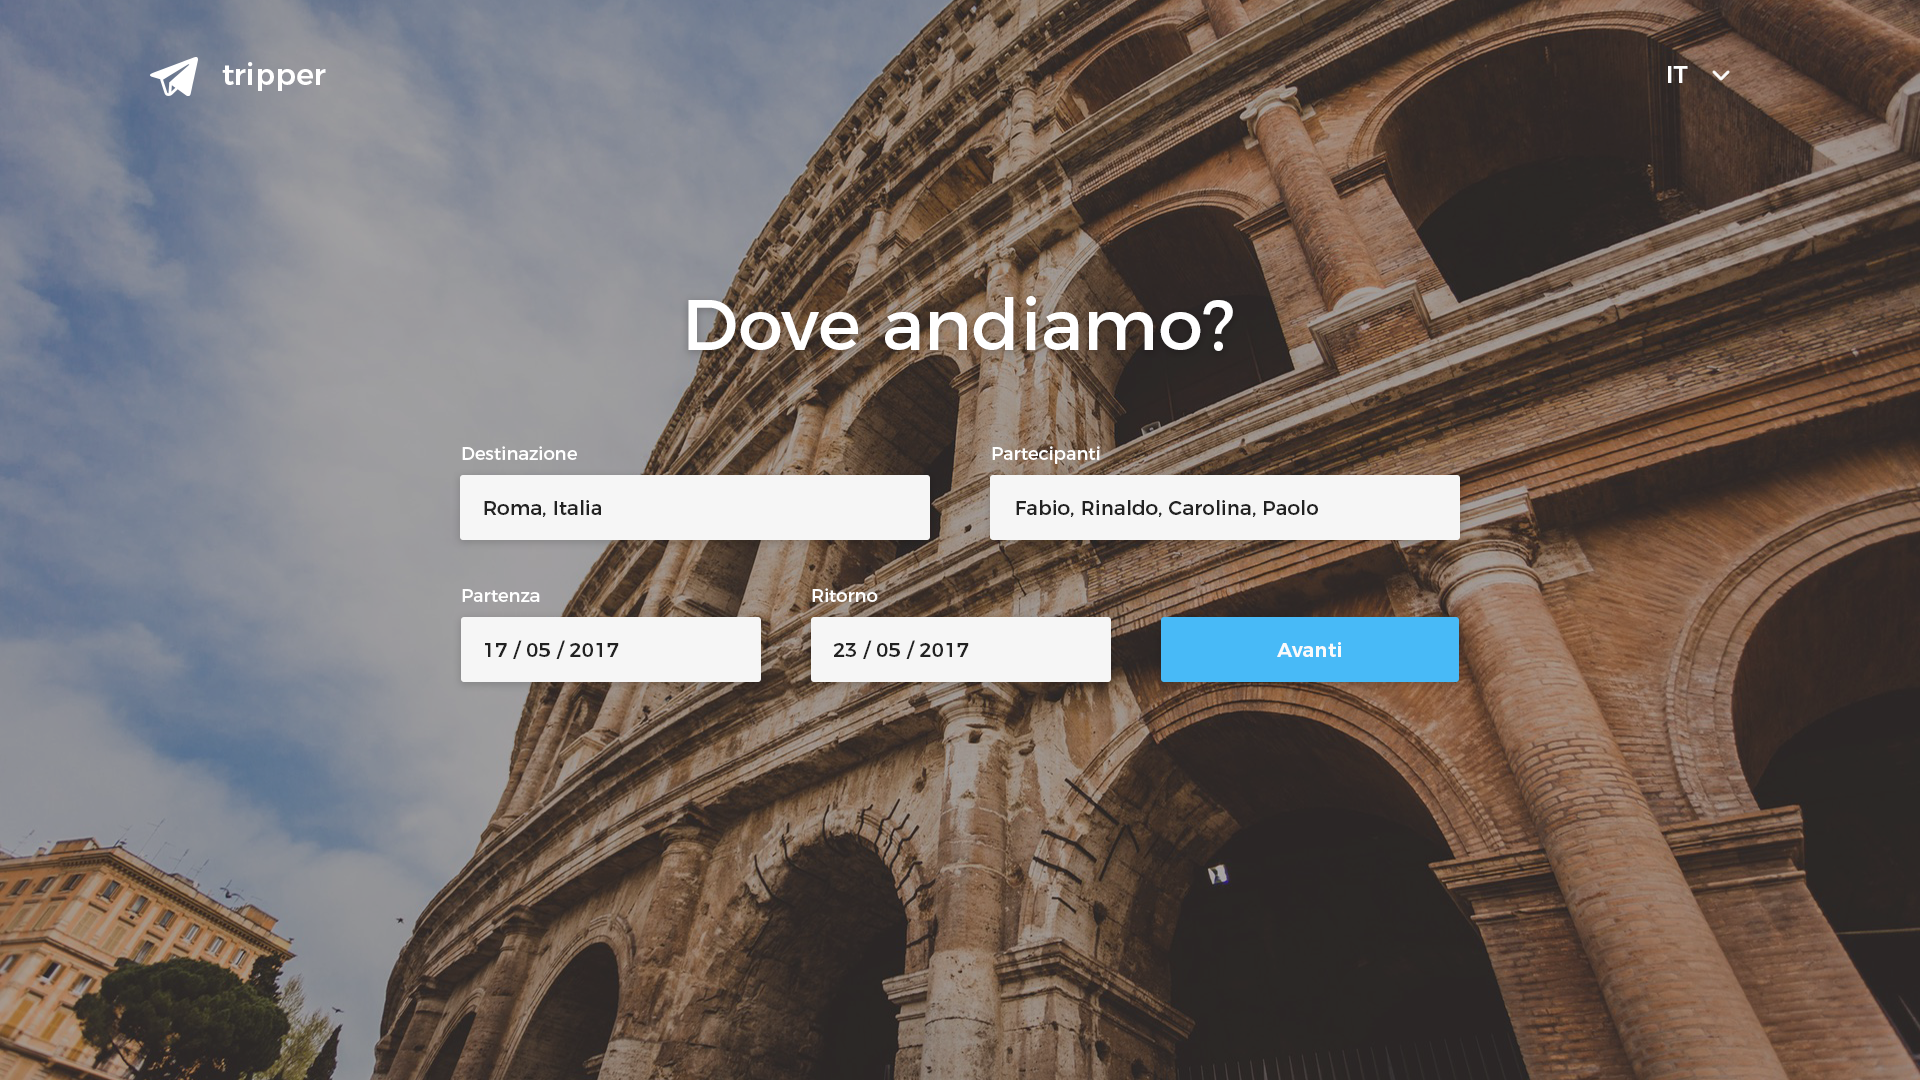 tripper
IT
Dove andiamo?
Destinazione
Partecipanti
Roma, Italia
Fabio, Rinaldo, Carolina, Paolo
Partenza
Ritorno
17 / 05 / 2017
23 / 05 / 2017
Avanti